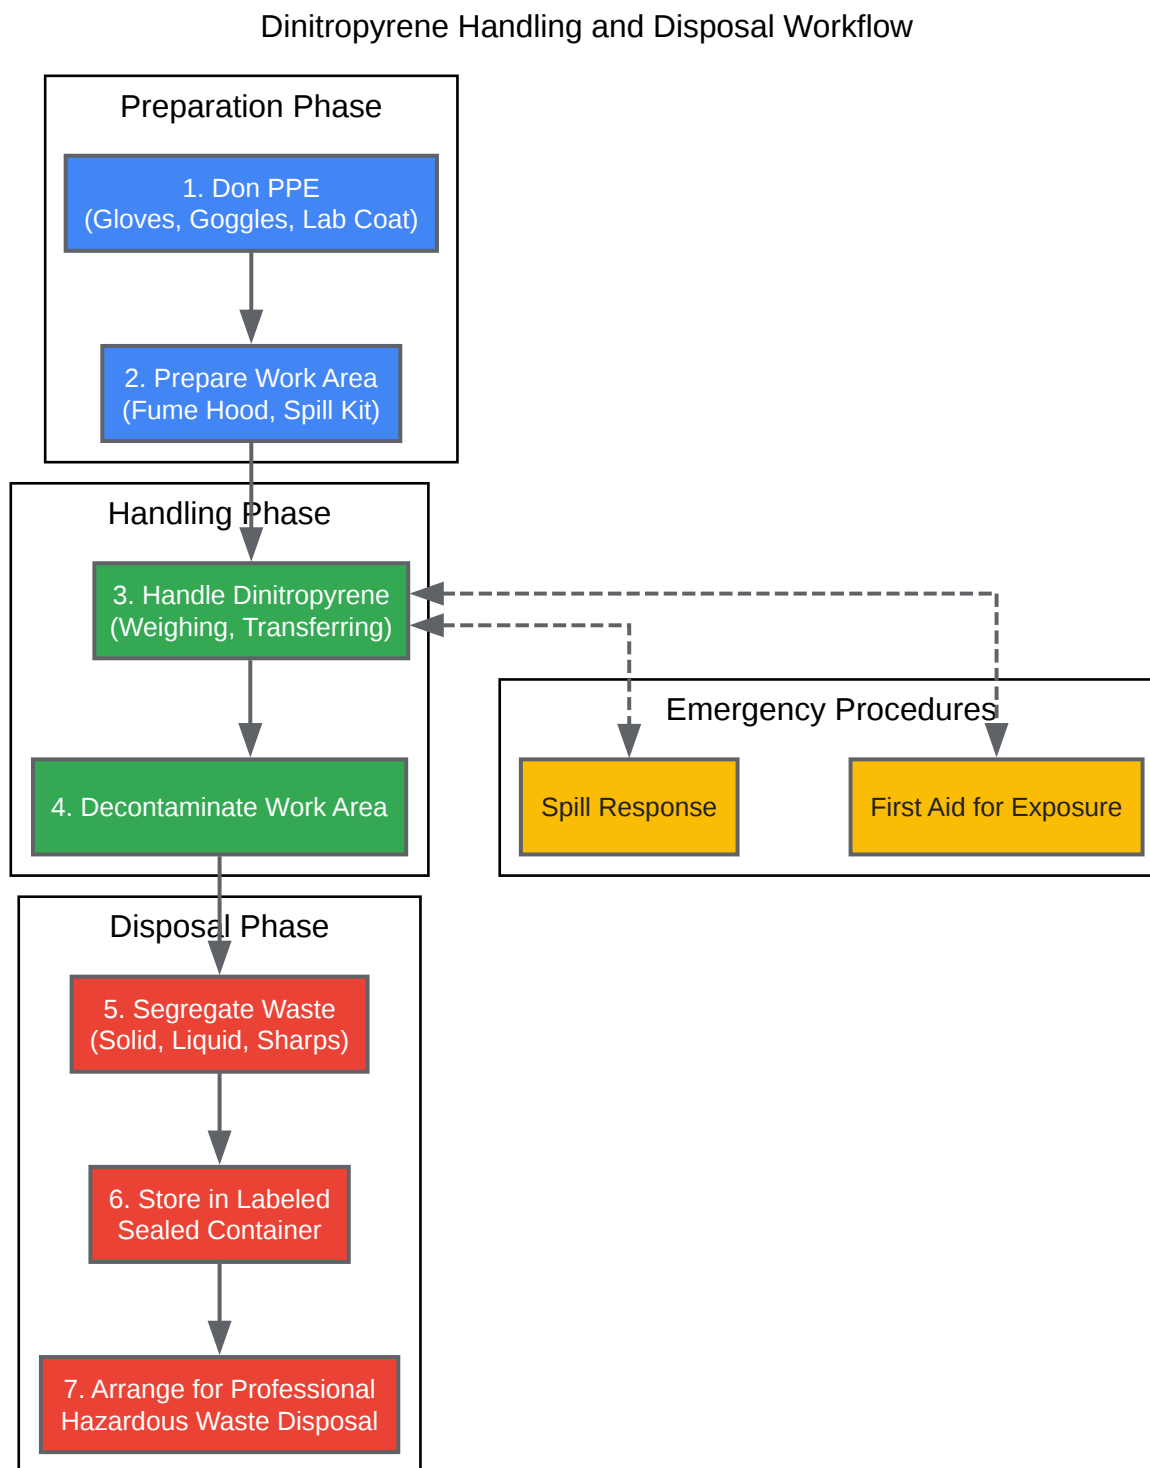 Dinitropyrene Handling and Disposal Workflow
Preparation Phase
1. Don PPE
(Gloves, Goggles, Lab Coat)
2. Prepare Work Area
(Fume Hood, Spill Kit)
Handling Phase
3. Handle Dinitropyrene
(Weighing, Transferring)
4. Decontaminate Work Area
Emergency Procedures
Spill Response
First Aid for Exposure
Disposal Phase
5. Segregate Waste
(Solid, Liquid, Sharps)
6. Store in Labeled
Sealed Container
7. Arrange for Professional
Hazardous Waste Disposal